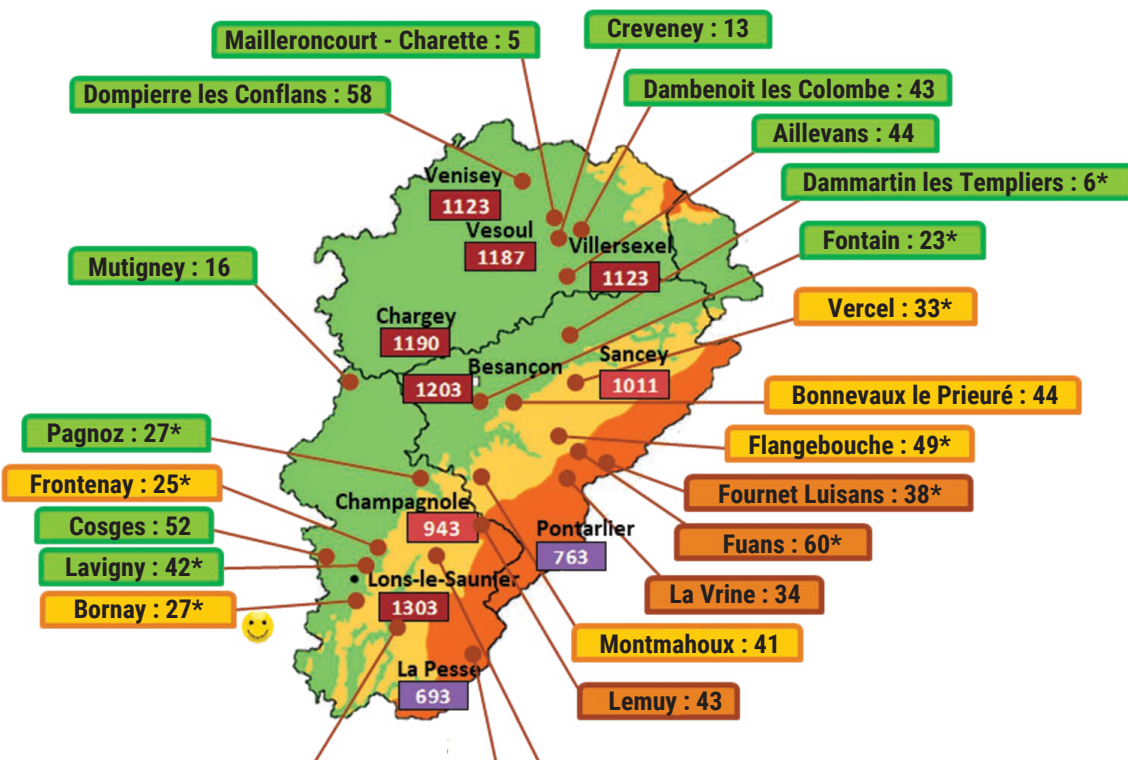 Creveney : 13
Mailleroncourt - Charette : 5
Dompierre les Conflans : 58
Dambenoit les Colombe : 43
Aillevans : 44
Venisey
1123
Dammartin les Templiers : 6*
Vesoul
1187
Villersexel
1123
Fontain : 23*
Mutigney : 16
Vercel : 33*
Chargey
1190
Besançon
1203
Sancey
1011
Bonnevaux le Prieuré : 44
Pagnoz : 27*
Flangebouche : 49*
Frontenay : 25*
Fournet Luisans : 38*
Champagnole
943
Cosges : 52
Pontarlier
763
Fuans : 60*
Lavigny : 42*
Lons-le-Saunier
1303
La Vrine : 34
Bornay : 27*
Montmahoux : 41
La Pesse
693
Lemuy : 43